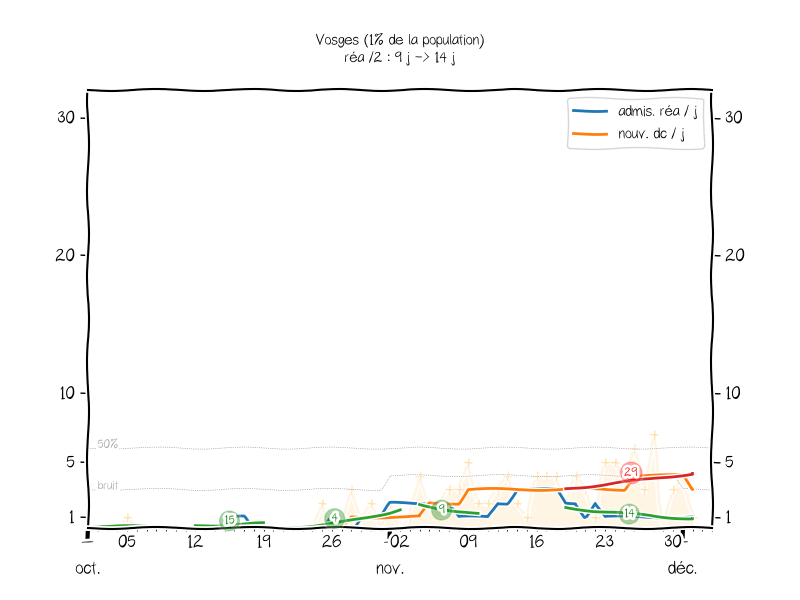 Vosges (1% de la population)
réa /2 : 9 j -> 14 j
admis. réa / j
nouv. dc / j
30 30
20 20
10 10
50%
5 5
bruit
1 1
15 4 9 29 14
05 12 19 26 02 09 16 23 30
oct. nov. déc.